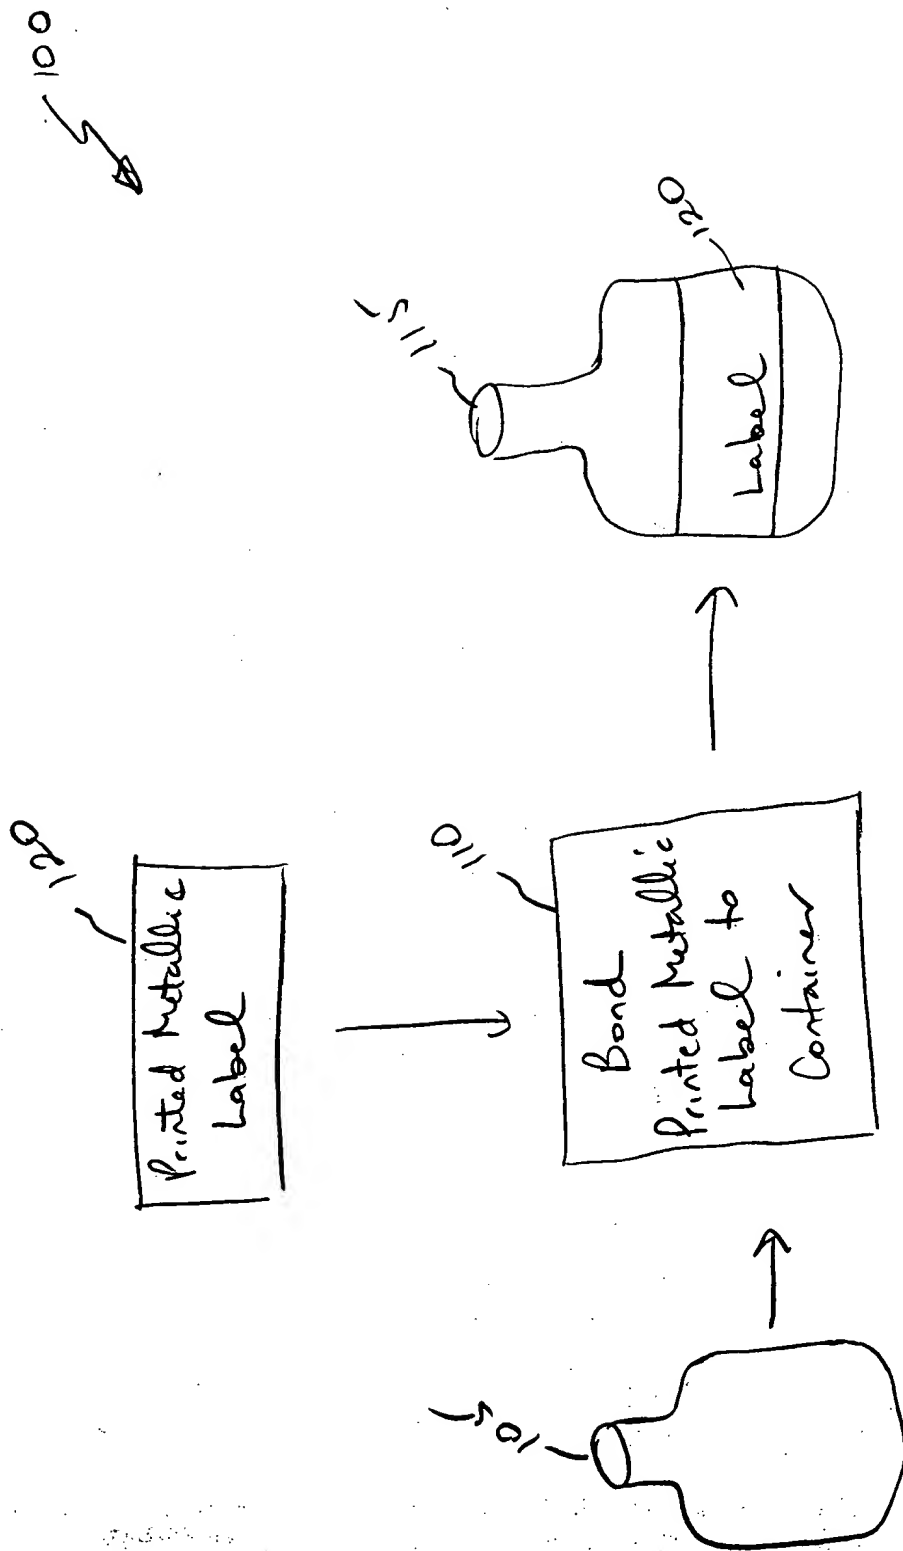 100
120
Printed Metallic
Label
110
Bond
Printed Metallic
Label to
Container
105
115
120
Label